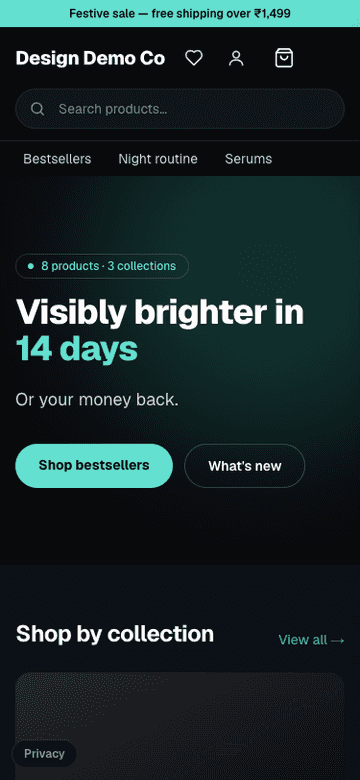 Festive sale — free shipping over ₹1,499
Design Demo Co
Search products...
Bestsellers Night routine Serums
8 products · 3 collections
Visibly brighter in
14 days
Or your money back.
Shop bestsellers What's new
Shop by collection View all →
Privacy